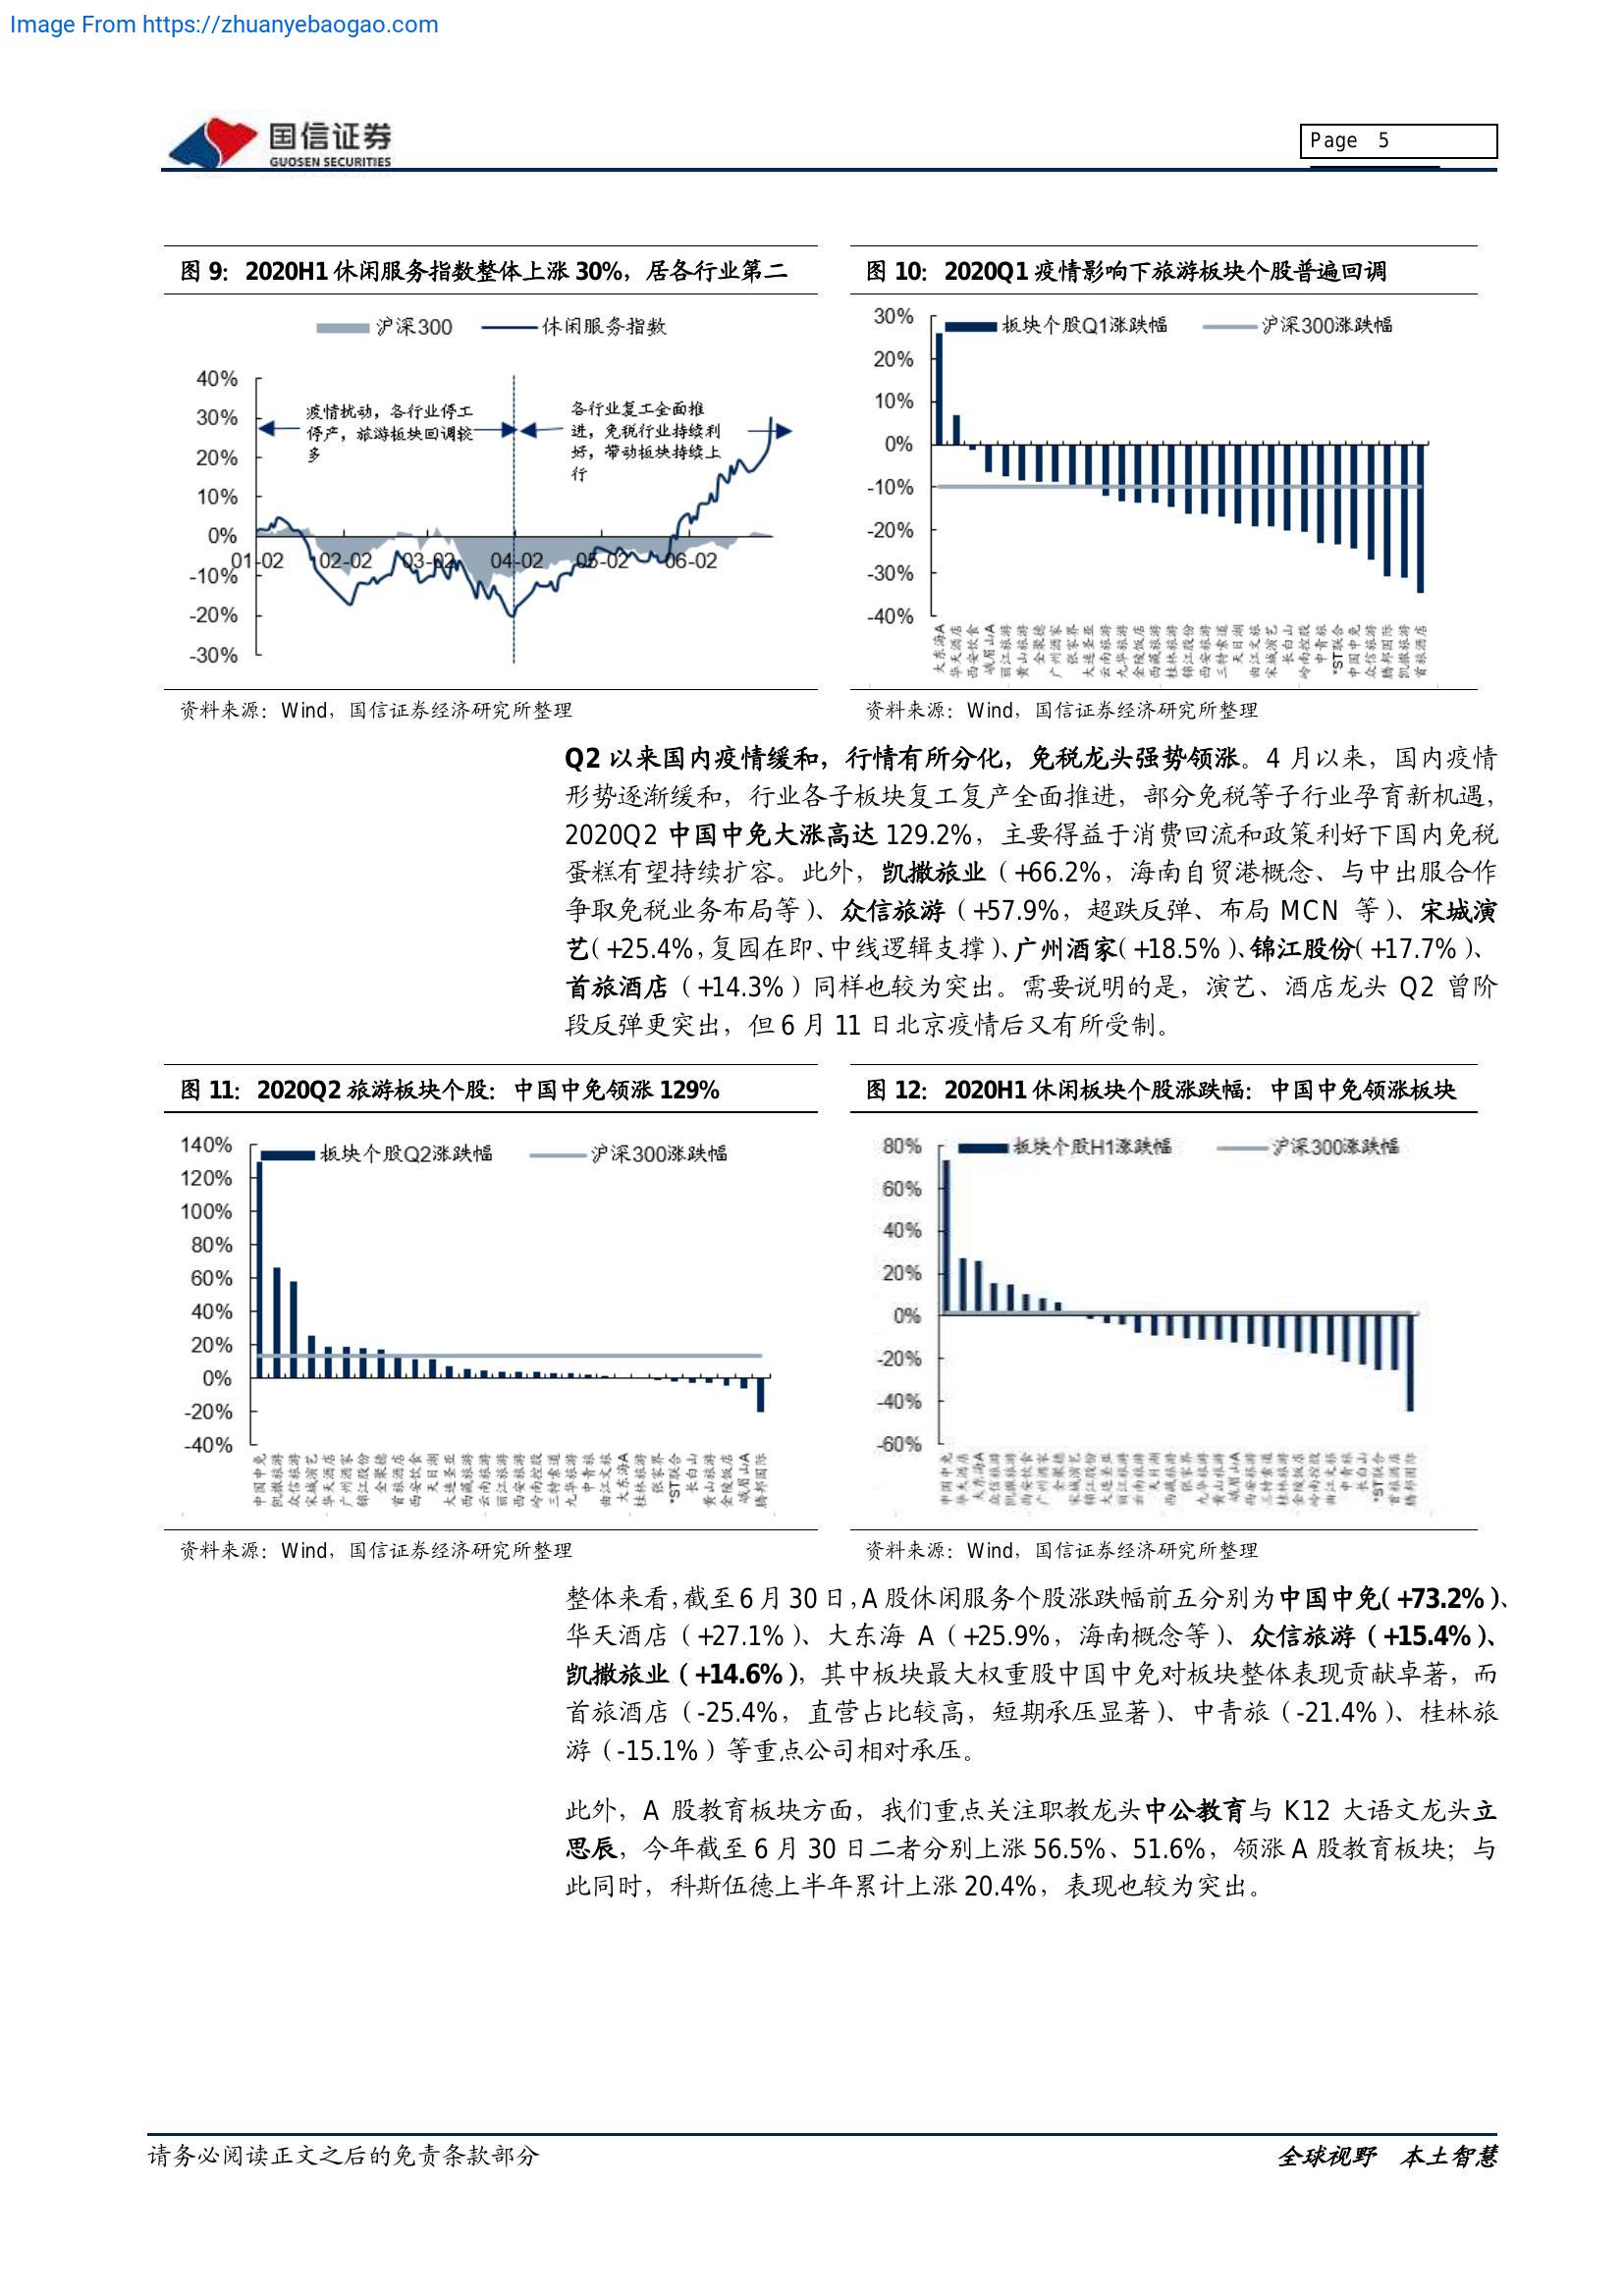 Image From https://zhuanyebaogao.com
国信证券
GUOSEN SECURITIES
Page 5
图 9：2020H1 休闲服务指数整体上涨 30%，居各行业第二
沪深300 休闲服务指数
40%
30%
20%
10%
0%
-10%
-20%
-30%
疫情扰动，各行业停工
停产，旅游板块回调较
多
各行业复工全面推
进，免税行业持续利
好，带动板块持续上
行
01-02 02-02 03-02 04-02 05-02 06-02
资料来源：Wind，国信证券经济研究所整理
图 10：2020Q1 疫情影响下旅游板块个股普遍回调
板块个股Q1涨跌幅 沪深300涨跌幅
30%
20%
10%
0%
-10%
-20%
-30%
-40%
大东海A 华天酒店 西安饮食 峨眉山A 丽江旅游 黄山旅游 全聚德 广州酒家 张家界 大连圣亚 云南旅游 九华旅游 金陵饭店 西藏旅游 桂林旅游 锦江股份 西安旅游 三特索道 天目湖 曲江文旅 宋城演艺 长白山 岭南控股 中青旅 *ST联合 中国中免 众信旅游 腾邦国际 凯撒旅游 首旅酒店
资料来源：Wind，国信证券经济研究所整理
Q2 以来国内疫情缓和，行情有所分化，免税龙头强势领涨。4 月以来，国内疫情
形势逐渐缓和，行业各子板块复工复产全面推进，部分免税等子行业孕育新机遇，
2020Q2 中国中免大涨高达 129.2%，主要得益于消费回流和政策利好下国内免税
蛋糕有望持续扩容。此外，凯撒旅业（+66.2%，海南自贸港概念、与中出服合作
争取免税业务布局等）、众信旅游（+57.9%，超跌反弹、布局 MCN 等）、宋城演
艺（+25.4%，复园在即、中线逻辑支撑）、广州酒家（+18.5%）、锦江股份（+17.7%）、
首旅酒店（+14.3%）同样也较为突出。需要说明的是，演艺、酒店龙头 Q2 曾阶
段反弹更突出，但 6 月 11 日北京疫情后又有所受制。
图 11：2020Q2 旅游板块个股：中国中免领涨 129%
板块个股Q2涨跌幅 沪深300涨跌幅
140%
120%
100%
80%
60%
40%
20%
0%
-20%
-40%
中国中免 凯撒旅游 众信旅游 宋城演艺 华天酒店 广州酒家 锦江股份 全聚德 首旅酒店 西安饮食 天目湖 大连圣亚 西藏旅游 云南旅游 丽江旅游 西安旅游 岭南控股 三特索道 九华旅游 中青旅 曲江文旅 大东海A 桂林旅游 张家界 *ST联合 长白山 黄山旅游 金陵饭店 峨眉山A 腾邦国际
资料来源：Wind，国信证券经济研究所整理
图 12：2020H1 休闲板块个股涨跌幅：中国中免领涨板块
板块个股H1涨跌幅 沪深300涨跌幅
80%
60%
40%
20%
0%
-20%
-40%
-60%
中国中免 华天酒店 大东海A 众信旅游 凯撒旅游 西安饮食 广州酒家 全聚德 宋城演艺 锦江股份 大连圣亚 丽江旅游 云南旅游 天目湖 西藏旅游 张家界 九华旅游 黄山旅游 峨眉山A 西安旅游 三特索道 桂林旅游 金陵饭店 岭南控股 曲江文旅 中青旅 长白山 *ST联合 首旅酒店 腾邦国际
资料来源：Wind，国信证券经济研究所整理
整体来看，截至 6 月 30 日，A 股休闲服务个股涨跌幅前五分别为中国中免（+73.2%）、
华天酒店（+27.1%）、大东海 A（+25.9%，海南概念等）、众信旅游（+15.4%）、
凯撒旅业（+14.6%），其中板块最大权重股中国中免对板块整体表现贡献卓著，而
首旅酒店（-25.4%，直营占比较高，短期承压显著）、中青旅（-21.4%）、桂林旅
游（-15.1%）等重点公司相对承压。
此外，A 股教育板块方面，我们重点关注职教龙头中公教育与 K12 大语文龙头立
思辰，今年截至 6 月 30 日二者分别上涨 56.5%、51.6%，领涨 A 股教育板块；与
此同时，科斯伍德上半年累计上涨 20.4%，表现也较为突出。
请务必阅读正文之后的免责条款部分
全球视野 本土智慧